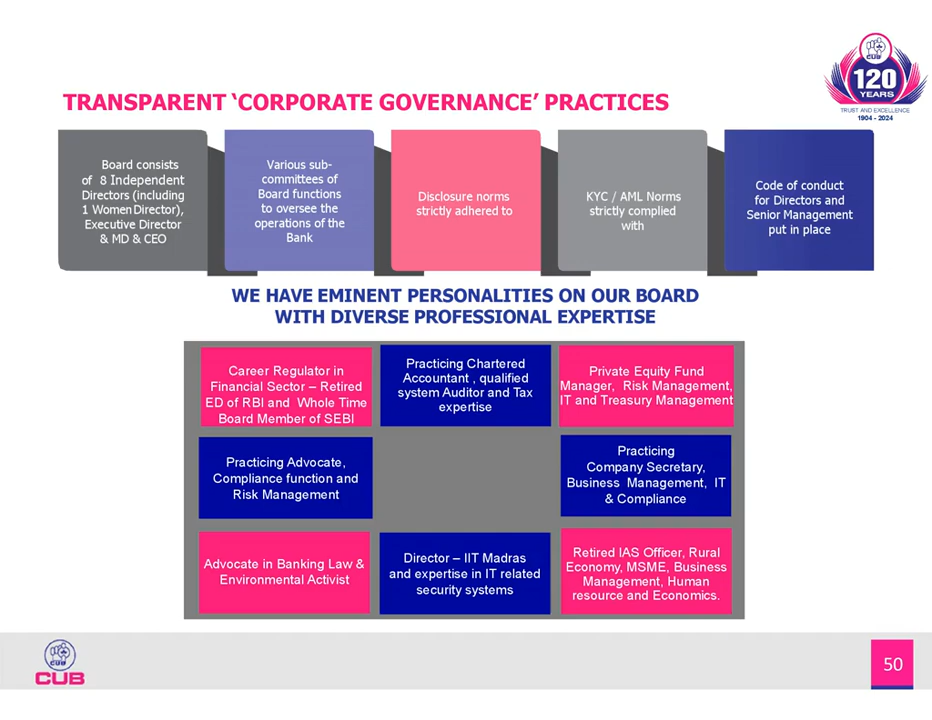 CUB
120
YEARS
TRUST AND EXCELLENCE
1904 - 2024
TRANSPARENT ‘CORPORATE GOVERNANCE’ PRACTICES
Board consists
of 8 Independent
Directors (including
1 Women Director),
Executive Director
& MD & CEO
Various sub-
committees of
Board functions
to oversee the
operations of the
Bank
Disclosure norms
strictly adhered to
KYC / AML Norms
strictly complied
with
Code of conduct
for Directors and
Senior Management
put in place
WE HAVE EMINENT PERSONALITIES ON OUR BOARD
WITH DIVERSE PROFESSIONAL EXPERTISE
Career Regulator in
Financial Sector – Retired
ED of RBI and Whole Time
Board Member of SEBI
Practicing Chartered
Accountant , qualified
system Auditor and Tax
expertise
Private Equity Fund
Manager, Risk Management,
IT and Treasury Management
Practicing Advocate,
Compliance function and
Risk Management
Practicing
Company Secretary,
Business Management, IT
& Compliance
Advocate in Banking Law &
Environmental Activist
Director – IIT Madras
and expertise in IT related
security systems
Retired IAS Officer, Rural
Economy, MSME, Business
Management, Human
resource and Economics.
CUB
CUB
50